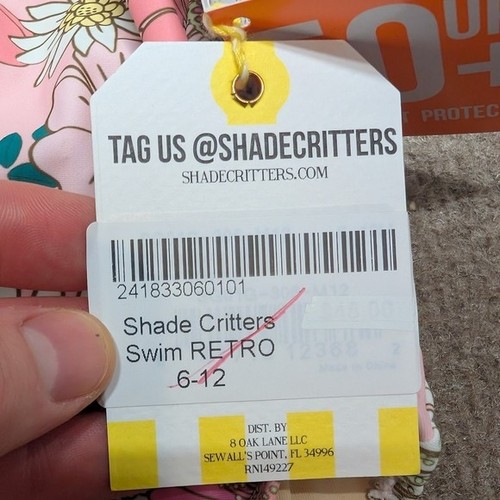 TAG US @SHADECRITTERS
SHADECRITTERS.COM
241833060101
Shade Critters
Swim RETRO
6-12
DIST. BY
8 OAK LANE LLC
SEWALL'S POINT, FL 34996
RN149227